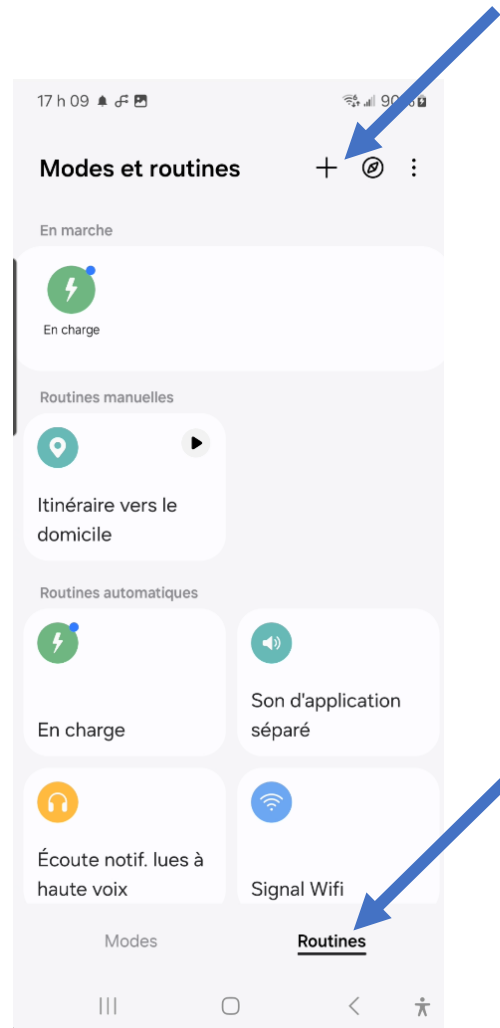 17 h 09
Modes et routines
En marche
En charge
Routines manuelles
Itinéraire vers le
domicile
Routines automatiques
En charge
Son d'application
séparé
Écoute notif. lues à
haute voix
Signal Wifi
Modes
Routines